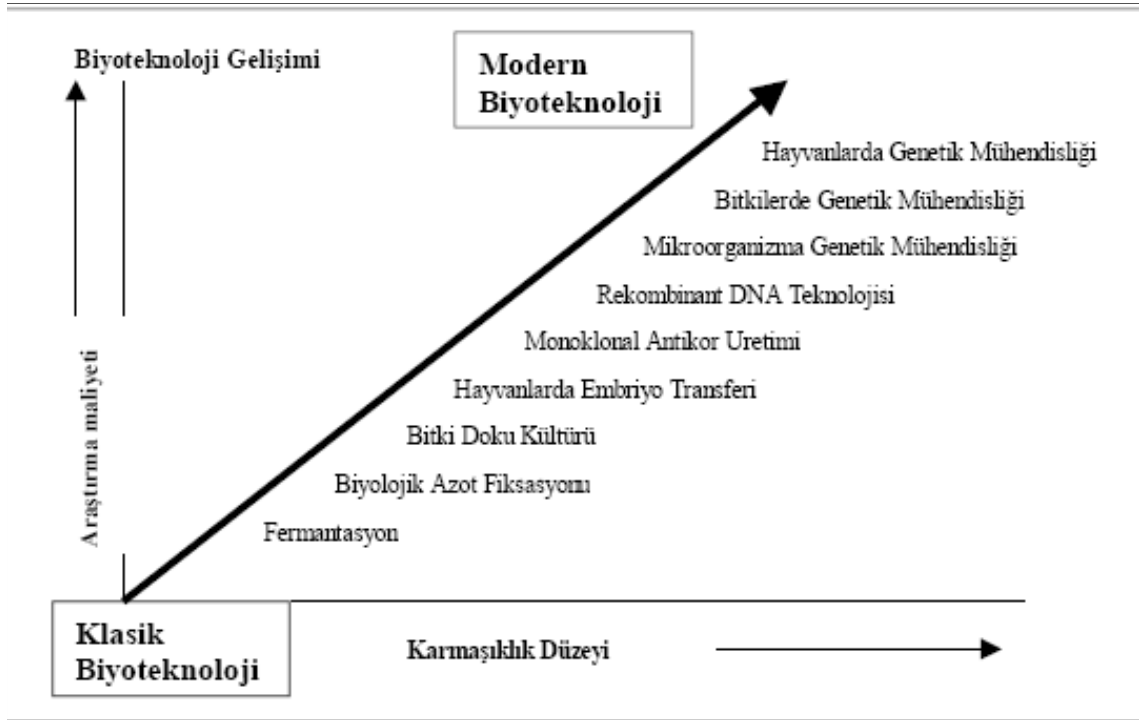 Biyoteknoloji Gelişimi
Modern
Biyoteknoloji
Hayvanlarda Genetik Mühendisliği
Bitkilerde Genetik Mühendisliği
Mikroorganizma Genetik Mühendisliği
Rekombinant DNA Teknolojisi
Monoklonal Antikor Uretimi
Hayvanlarda Embriyo Transferi
Bitki Doku Kültürü
Biyolojik Azot Fiksasyonu
Fermantasyon
Araştırma maliyeti
Klasik
Biyoteknoloji
Karmaşıklık Düzeyi